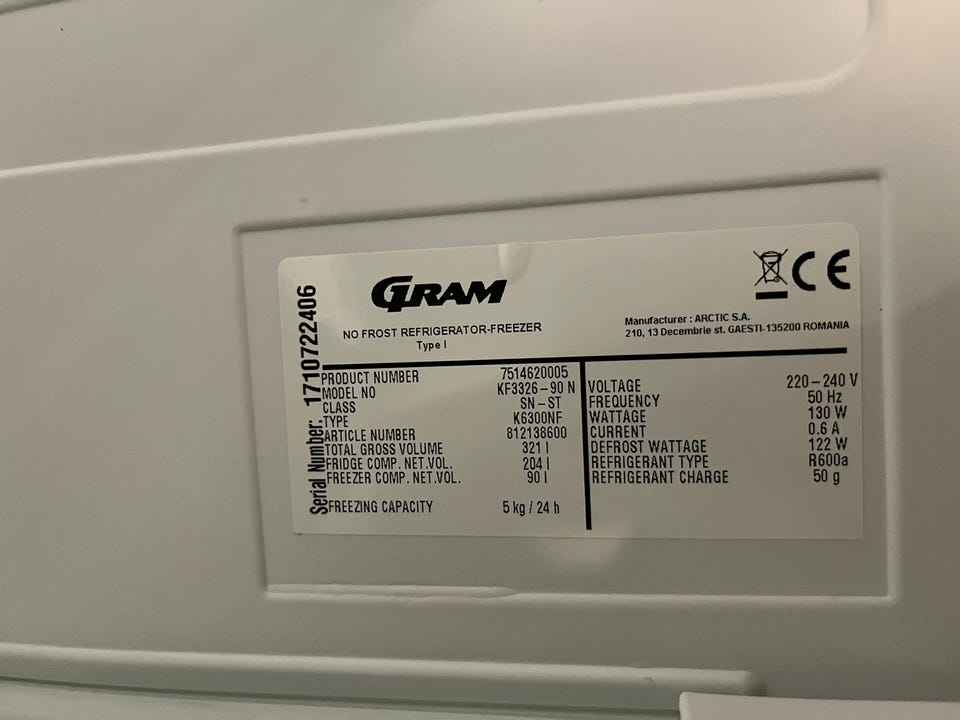 GRAM
NO FROST REFRIGERATOR-FREEZER
Type I
CE
Manufacturer : ARCTIC S.A.
210, 13 Decembrie st. GAESTI-135200 ROMANIA
Serial Number: 1710722406
PRODUCT NUMBER 7514620005
MODEL NO KF3326-90 N
CLASS SN-ST
TYPE K6300NF
ARTICLE NUMBER 812138600
TOTAL GROSS VOLUME 321 l
FRIDGE COMP. NET.VOL. 204 l
FREEZER COMP. NET.VOL. 90 l
FREEZING CAPACITY 5 kg / 24 h
VOLTAGE 220-240 V
FREQUENCY 50 Hz
WATTAGE 130 W
CURRENT 0.6 A
DEFROST WATTAGE 122 W
REFRIGERANT TYPE R600a
REFRIGERANT CHARGE 50 g